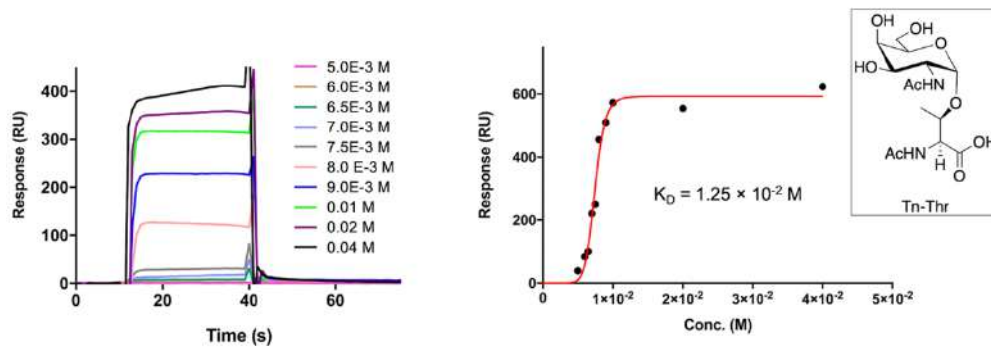 Response (RU)
400
300
200
100
0
0
20
40
60
Time (s)
5.0E-3 M
6.0E-3 M
6.5E-3 M
7.0E-3 M
7.5E-3 M
8.0 E-3 M
9.0E-3 M
0.01 M
0.02 M
0.04 M
Response (RU)
600
400
200
0
0
1×10⁻²
2×10⁻²
3×10⁻²
4×10⁻²
5×10⁻²
Conc. (M)
K_D = 1.25 × 10⁻² M
OH
OH
O
HO
AcHN
O
AcHN
H
OH
O
Tn-Thr